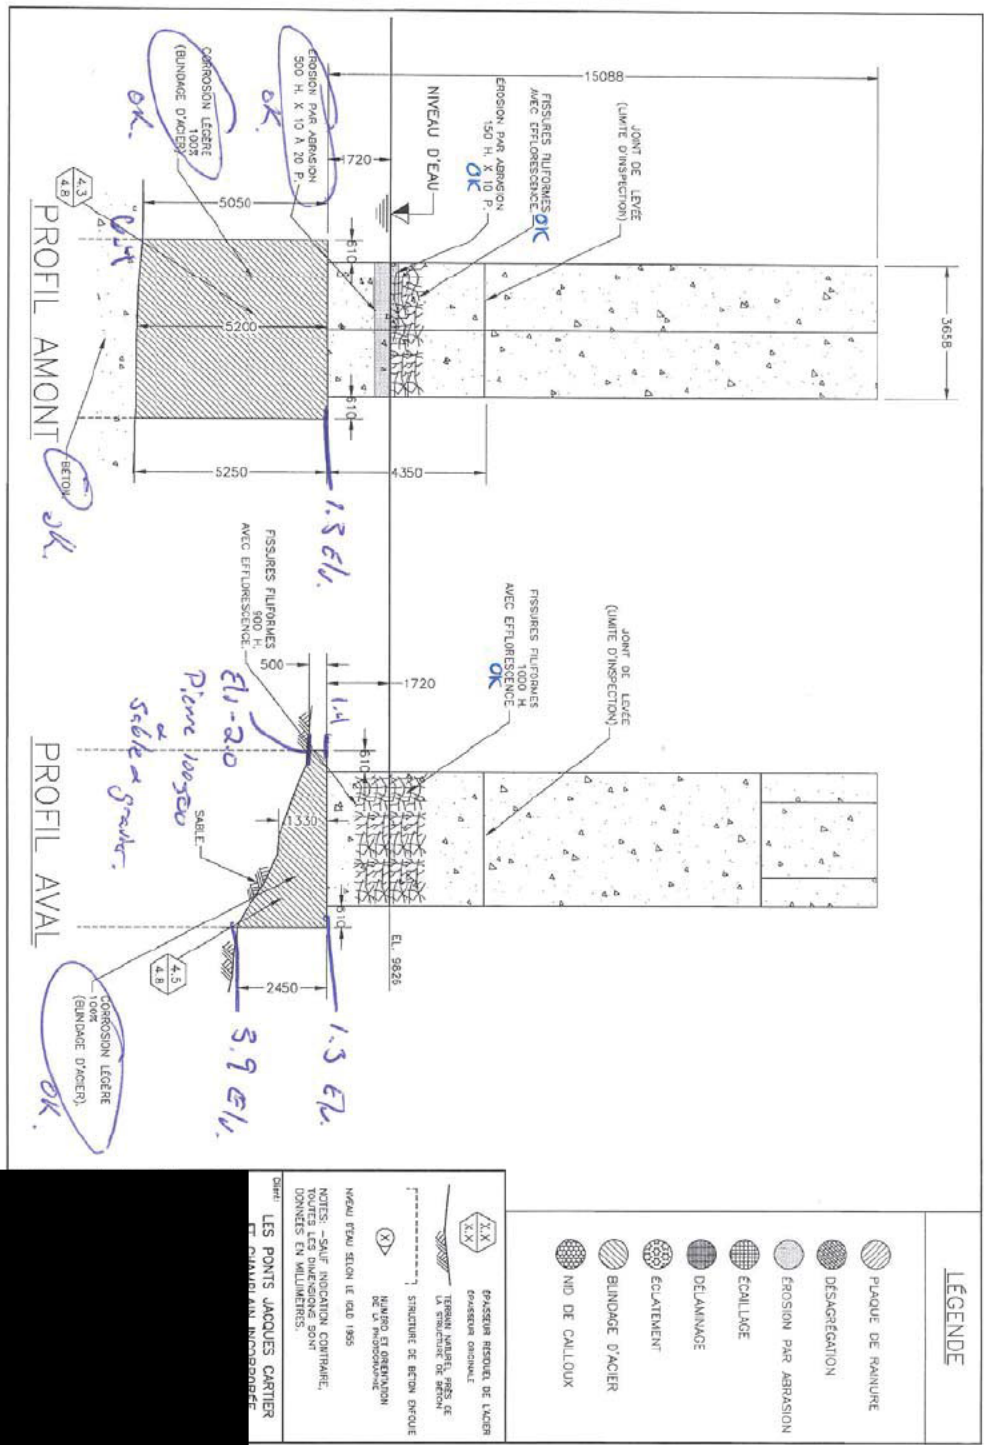 15088
JOINT DE LEVÉE
(LIMITE D'INSPECTION)
FISSURES FILIFORMES
AVEC EFFLORESCENCE.
OK
ÉROSION PAR ABRASION
150 H. X 10 P.
OK
NIVEAU D'EAU
1720
ÉROSION PAR ABRASION
500 H. X 10 À 20 P.
OK.
CORROSION LÉGÈRE
100%
(BLINDAGE D'ACIER)
OK.
3658
610
610
5050
5200
5250
4350
4.3
4.8
BÉTON
OK.
1.3 Elv.
PROFIL AMONT
JOINT DE LEVÉE
(LIMITE D'INSPECTION)
FISSURES FILIFORMES
1000 H.
AVEC EFFLORESCENCE
OK
1720
FISSURES FILIFORMES
900 H.
AVEC EFFLORESCENCE.
500
1.4
610
610
1330
Elv-2.0
Pierre
Sable
SABLE
EL. 9826
2450
1.3 Elv.
3.9 Elv.
4.5
4.8
CORROSION LÉGÈRE
100%
(BLINDAGE D'ACIER).
OK.
PROFIL AVAL
LÉGENDE
PLAQUE DE RAINURE
DÉSAGRÉGATION
ÉROSION PAR ABRASION
ÉCAILLAGE
DÉLAMINAGE
ÉCLATEMENT
BLINDAGE D'ACIER
NID DE CAILLOUX
X.X
X.X
ÉPAISSEUR RÉSIDUEL DE L'ACIER
ÉPAISSEUR ORIGINALE
TERRAIN NATUREL PRÈS DE
LA STRUCTURE DE BÉTON
STRUCTURE DE BÉTON ENFOUIE
X
NUMÉRO ET ORIENTATION
DE LA PHOTOGRAPHIE
NIVEAU D'EAU SELON LE IGLD 1985
NOTES: -SAUF INDICATION CONTRAIRE,
TOUTES LES DIMENSIONS SONT
DONNÉES EN MILLIMÈTRES.
Client:
LES PONTS JACQUES CARTIER
ET CHAMPLAIN INCORPORÉE